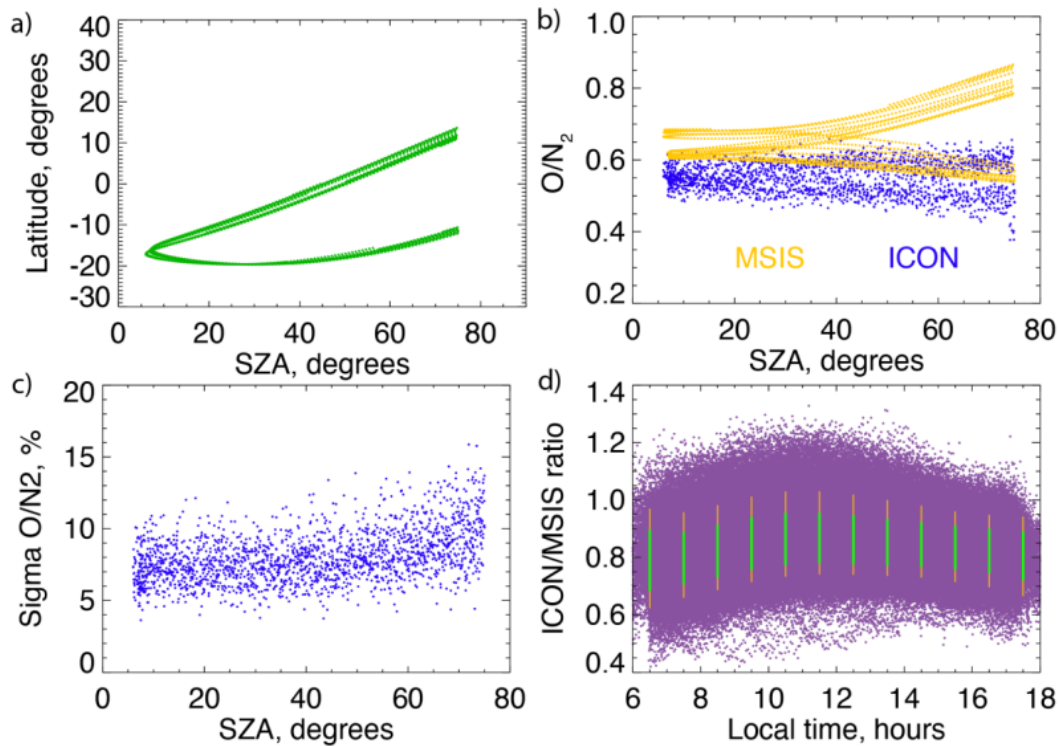 a)
40
30
20
10
0
-10
-20
-30
Latitude, degrees
0 20 40 60 80
SZA, degrees
b)
1.0
0.8
0.6
0.4
0.2
O/N2
MSIS ICON
0 20 40 60 80
SZA, degrees
c)
20
15
10
5
0
Sigma O/N2, %
0 20 40 60 80
SZA, degrees
d)
1.4
1.2
1.0
0.8
0.6
0.4
ICON/MSIS ratio
6 8 10 12 14 16 18
Local time, hours